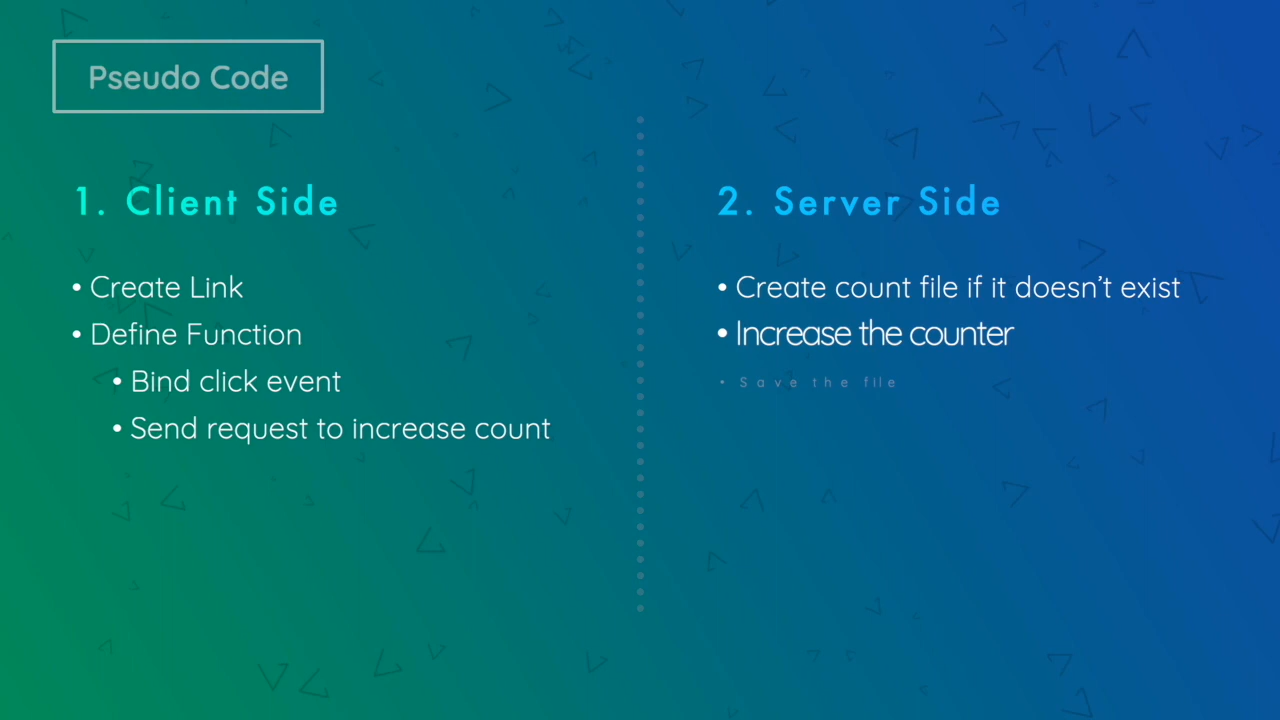 Pseudo Code
1. Client Side
• Create Link
• Define Function
• Bind click event
• Send request to increase count
2. Server Side
• Create count file if it doesn’t exist
• Increase the counter
• Save the file